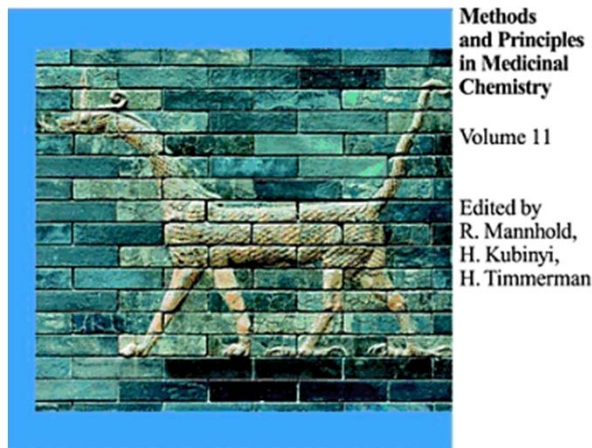 Methods
and Principles
in Medicinal
Chemistry
Volume 11
Edited by
R. Mannhold,
H. Kubinyi,
H. Timmerman